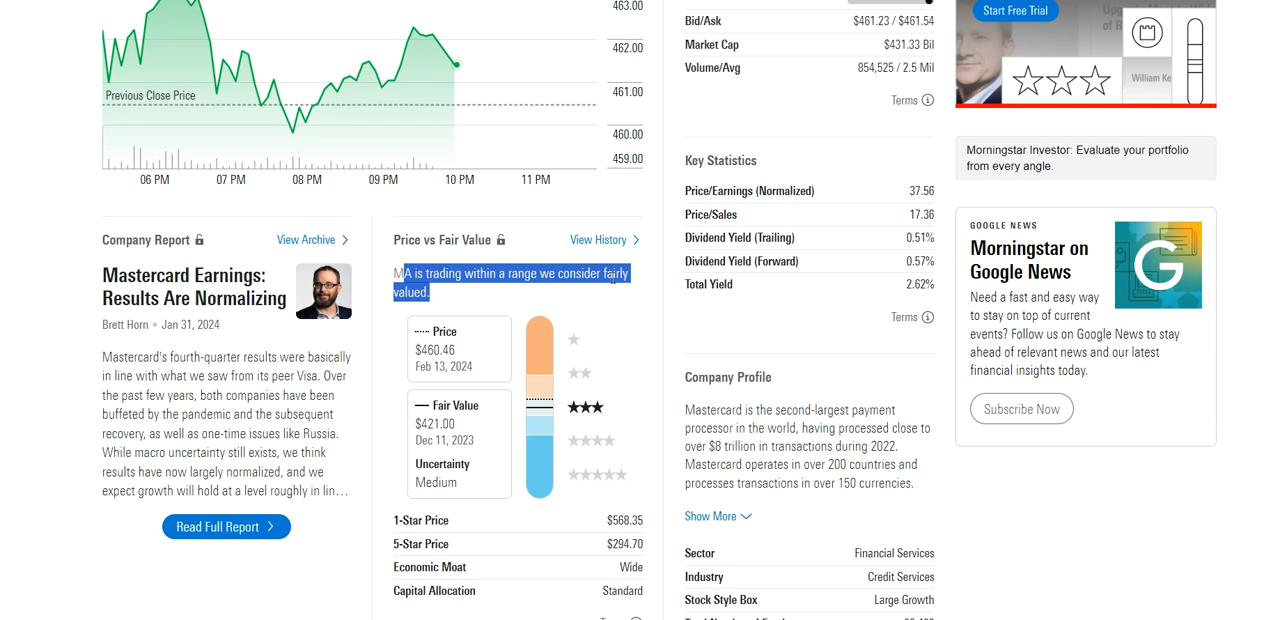 463.00
462.00
461.00
460.00
459.00
Previous Close Price
06 PM 07 PM 08 PM 09 PM 10 PM 11 PM
Company Report
View Archive
Mastercard Earnings:
Results Are Normalizing
Brett Horn • Jan 31, 2024
Mastercard's fourth-quarter results were basically
in line with what we saw from its peer Visa. Over
the past few years, both companies have been
buffeted by the pandemic and the subsequent
recovery, as well as one-time issues like Russia.
While macro uncertainty still exists, we think
results have now largely normalized, and we
expect growth will hold at a level roughly in lin…
Read Full Report
Price vs Fair Value
View History
MA is trading within a range we consider fairly
valued.
Price
$460.46
Feb 13, 2024
Fair Value
$421.00
Dec 11, 2023
Uncertainty
Medium
1-Star Price $568.35
5-Star Price $294.70
Economic Moat Wide
Capital Allocation Standard
Bid/Ask $461.23 / $461.54
Market Cap $431.33 Bil
Volume/Avg 854,525 / 2.5 Mil
Terms
Key Statistics
Price/Earnings (Normalized) 37.56
Price/Sales 17.36
Dividend Yield (Trailing) 0.51%
Dividend Yield (Forward) 0.57%
Total Yield 2.62%
Terms
Company Profile
Mastercard is the second-largest payment
processor in the world, having processed close to
over $8 trillion in transactions during 2022.
Mastercard operates in over 200 countries and
processes transactions in over 150 currencies.
Show More
Sector Financial Services
Industry Credit Services
Stock Style Box Large Growth
Start Free Trial
William Ke
Morningstar Investor: Evaluate your portfolio
from every angle.
GOOGLE NEWS
Morningstar on
Google News
G
Need a fast and easy way
to stay on top of current
events? Follow us on Google News to stay
ahead of relevant news and our latest
financial insights today.
Subscribe Now